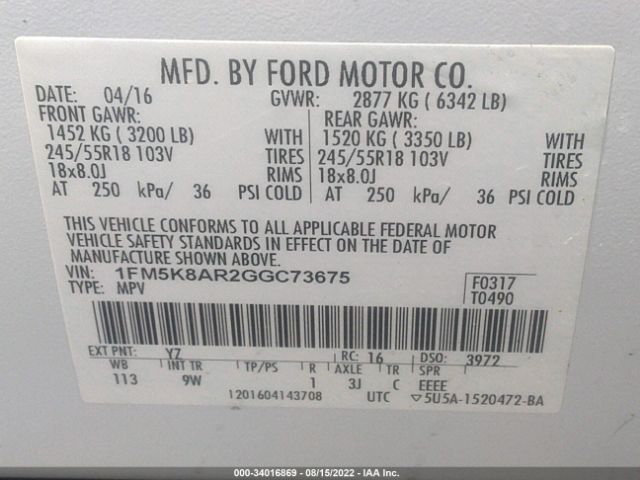 MFD. BY FORD MOTOR CO.
DATE: 04/16 GVWR: 2877 KG ( 6342 LB)
FRONT GAWR: REAR GAWR:
1452 KG ( 3200 LB) WITH 1520 KG ( 3350 LB) WITH
245/55R18 103V TIRES 245/55R18 103V TIRES
18x8.0J RIMS 18x8.0J RIMS
AT 250 kPa/ 36 PSI COLD AT 250 kPa/ 36 PSI COLD
THIS VEHICLE CONFORMS TO ALL APPLICABLE FEDERAL MOTOR
VEHICLE SAFETY STANDARDS IN EFFECT ON THE DATE OF
MANUFACTURE SHOWN ABOVE.
VIN: 1FM5K8AR2GGC73675 F0317
TYPE: MPV T0490
EXT PNT: YZ RC: 16 DSO: 3972
WB INT TR TP/PS R AXLE TR SPR
113 9W 1 3J C EEEE
1201604143708 UTC ▽5U5A-1520472-BA
000-34016869 - 08/15/2022 - IAA Inc.